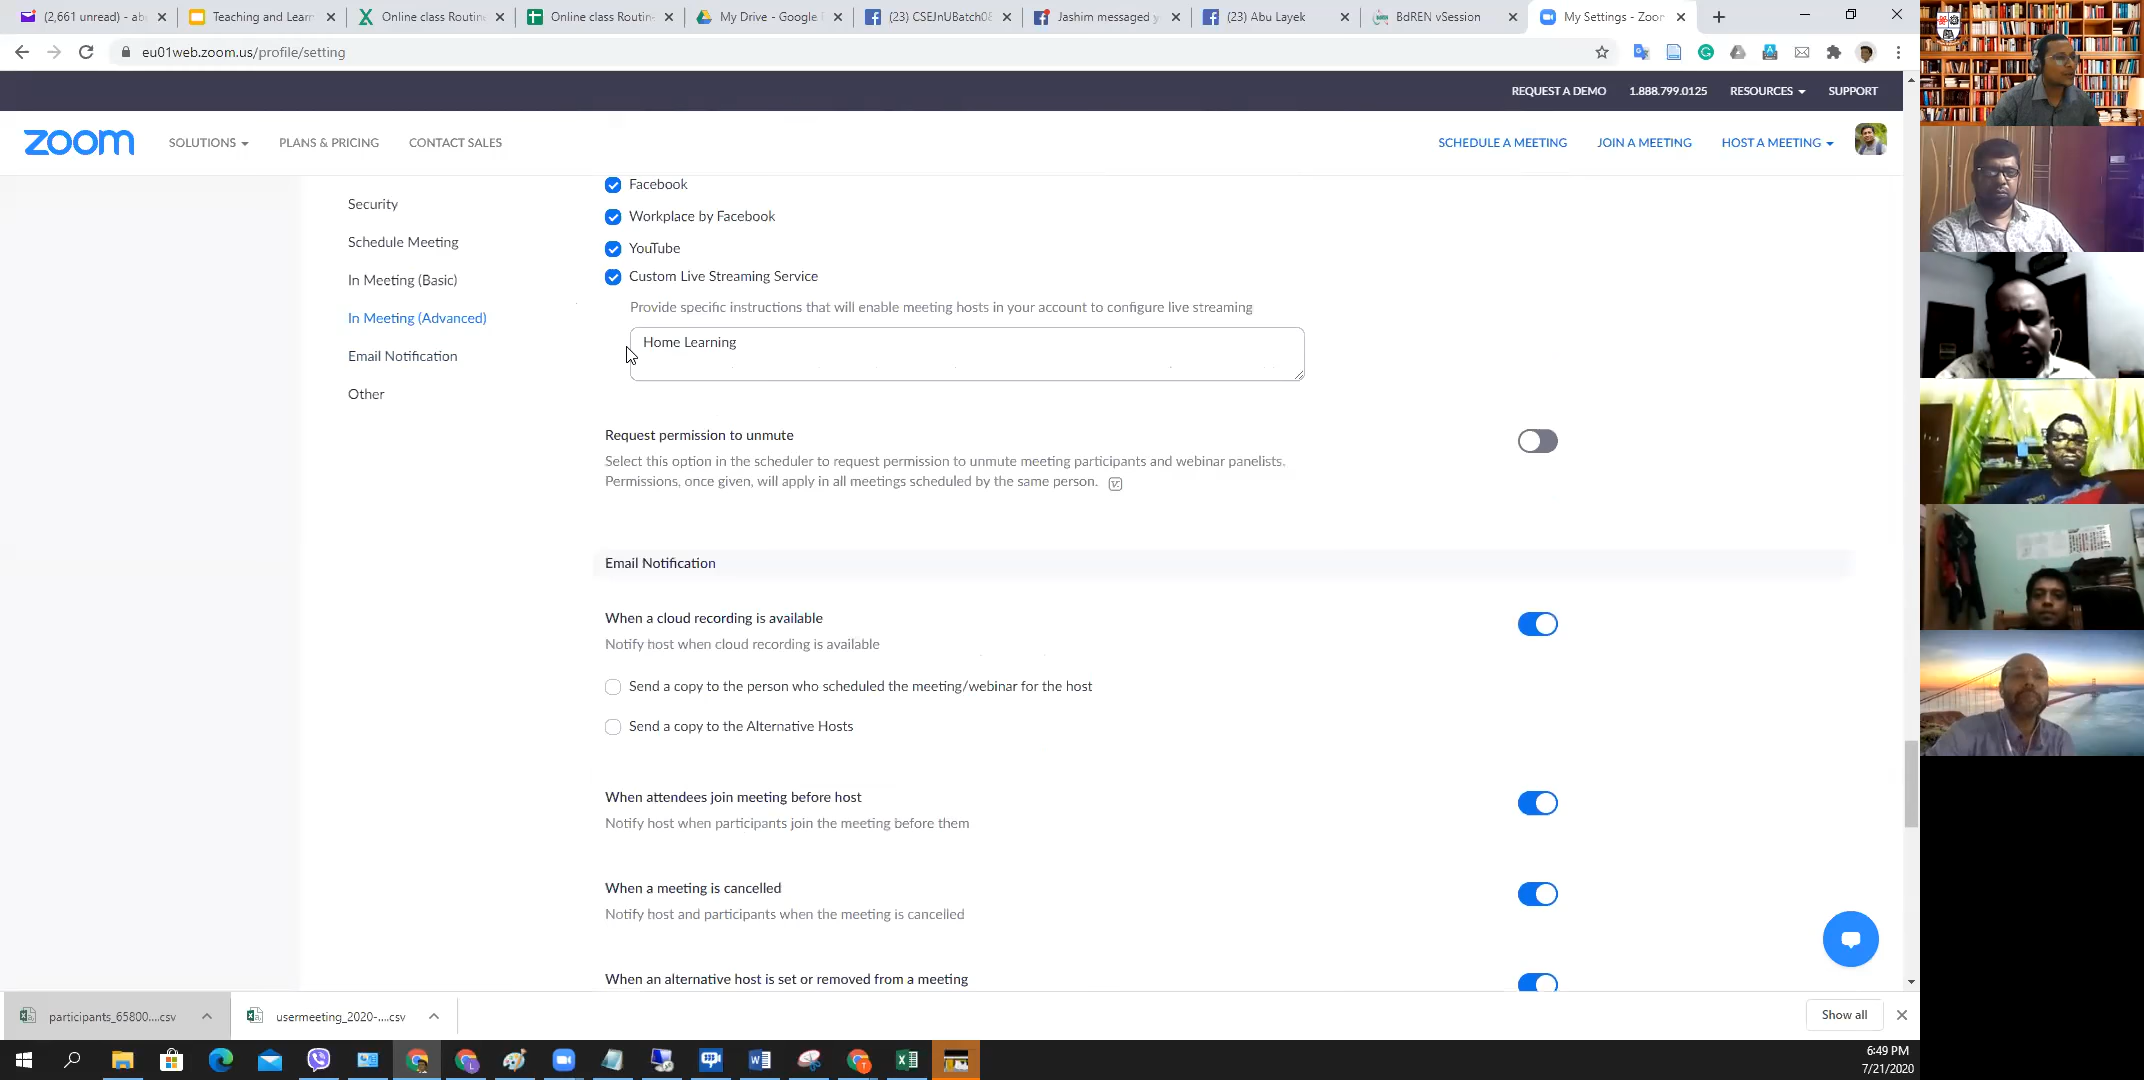 (2,661 unread) - ab
Teaching and Lear
Online class Routin
Online class Routin
My Drive - Google
(23) CSEJnUBatch08
Jashim messaged y
(23) Abu Layek
BdREN vSession
My Settings - Zoo
eu01web.zoom.us/profile/setting
REQUEST A DEMO 1.888.799.0125 RESOURCES SUPPORT
zoom SOLUTIONS PLANS & PRICING CONTACT SALES SCHEDULE A MEETING JOIN A MEETING HOST A MEETING
Security
Schedule Meeting
In Meeting (Basic)
In Meeting (Advanced)
Email Notification
Other
Facebook
Workplace by Facebook
YouTube
Custom Live Streaming Service
Provide specific instructions that will enable meeting hosts in your account to configure live streaming
Home Learning
Request permission to unmute
Select this option in the scheduler to request permission to unmute meeting participants and webinar panelists.
Permissions, once given, will apply in all meetings scheduled by the same person.
Email Notification
When a cloud recording is available
Notify host when cloud recording is available
Send a copy to the person who scheduled the meeting/webinar for the host
Send a copy to the Alternative Hosts
When attendees join meeting before host
Notify host when participants join the meeting before them
When a meeting is cancelled
Notify host and participants when the meeting is cancelled
When an alternative host is set or removed from a meeting
participants_65800....csv
usermeeting_2020-....csv
Show all
6:49 PM
7/21/2020